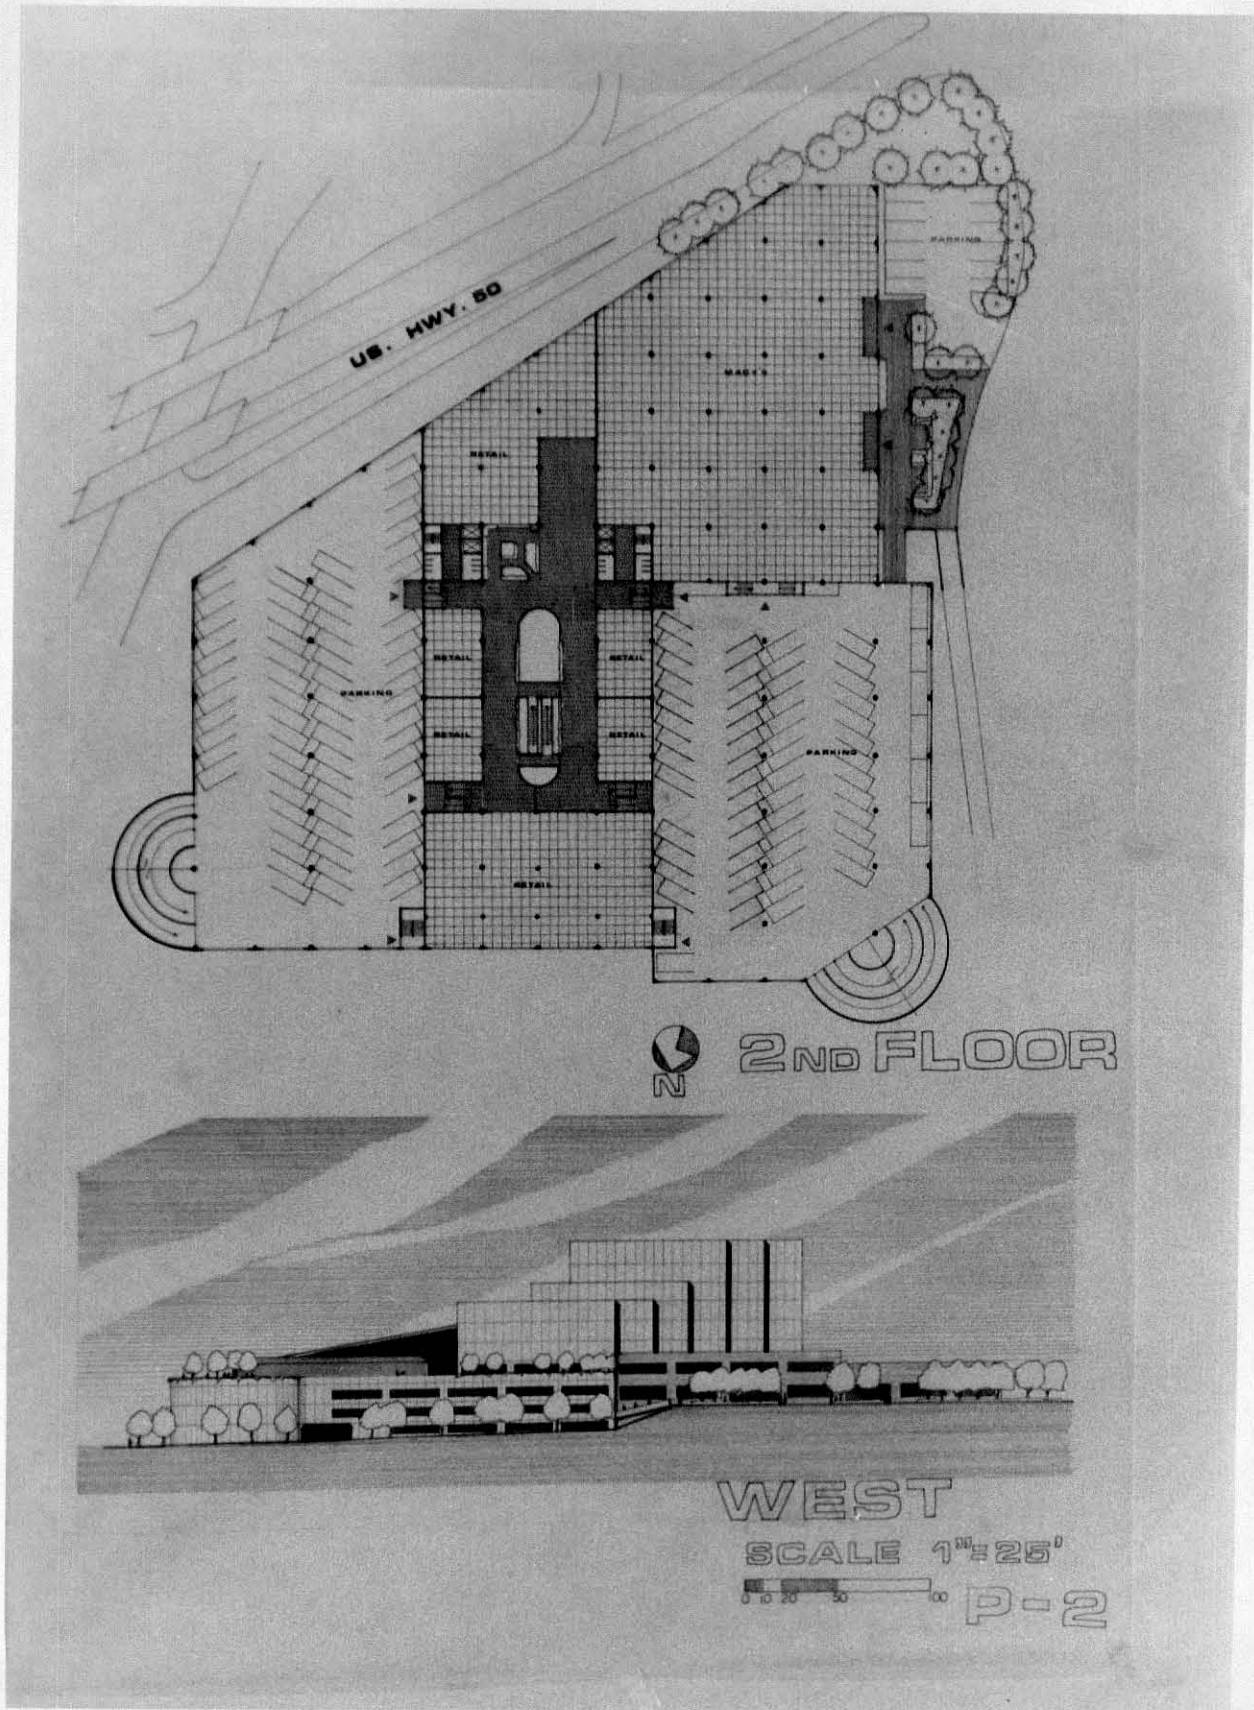 US. HWY. 50
PARKING
MACY'S
RETAIL
RETAIL
RETAIL
PARKING
RETAIL
RETAIL
PARKING
RETAIL
N
2ND FLOOR
WEST
SCALE 1"=25'
0 10 20 50 100
P-2